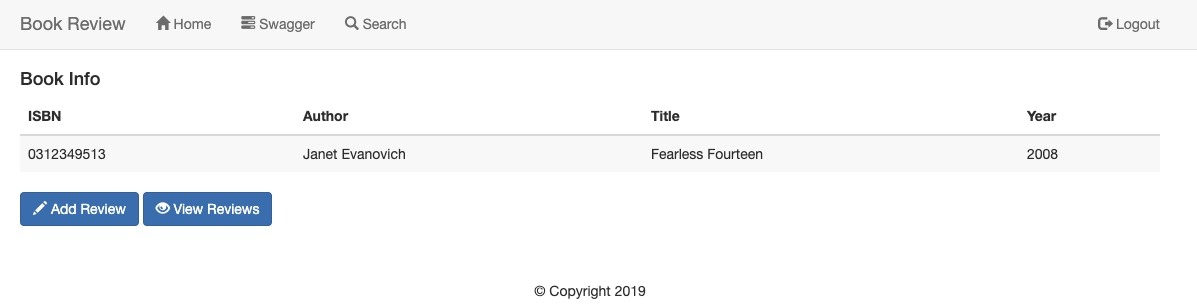 Book Review Home Swagger Search Logout
Book Info
ISBN Author Title Year
0312349513 Janet Evanovich Fearless Fourteen 2008
Add Review View Reviews
© Copyright 2019